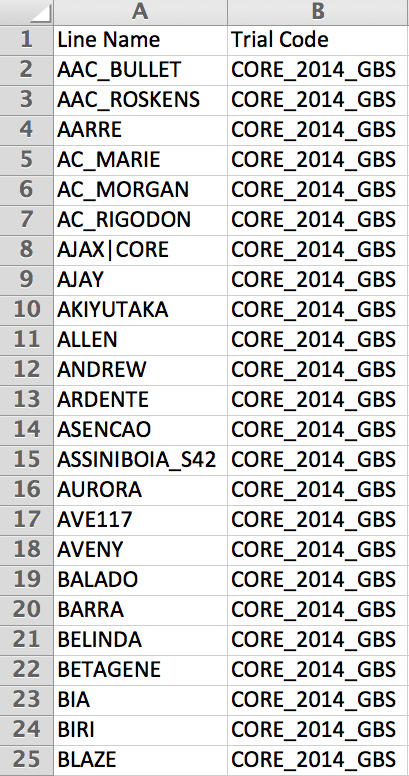 A B
1 Line Name Trial Code
2 AAC_BULLET CORE_2014_GBS
3 AAC_ROSKENS CORE_2014_GBS
4 AARRE CORE_2014_GBS
5 AC_MARIE CORE_2014_GBS
6 AC_MORGAN CORE_2014_GBS
7 AC_RIGODON CORE_2014_GBS
8 AJAX|CORE CORE_2014_GBS
9 AJAY CORE_2014_GBS
10 AKIYUTAKA CORE_2014_GBS
11 ALLEN CORE_2014_GBS
12 ANDREW CORE_2014_GBS
13 ARDENTE CORE_2014_GBS
14 ASENCAO CORE_2014_GBS
15 ASSINIBOIA_S42 CORE_2014_GBS
16 AURORA CORE_2014_GBS
17 AVE117 CORE_2014_GBS
18 AVENY CORE_2014_GBS
19 BALADO CORE_2014_GBS
20 BARRA CORE_2014_GBS
21 BELINDA CORE_2014_GBS
22 BETAGENE CORE_2014_GBS
23 BIA CORE_2014_GBS
24 BIRI CORE_2014_GBS
25 BLAZE CORE_2014_GBS